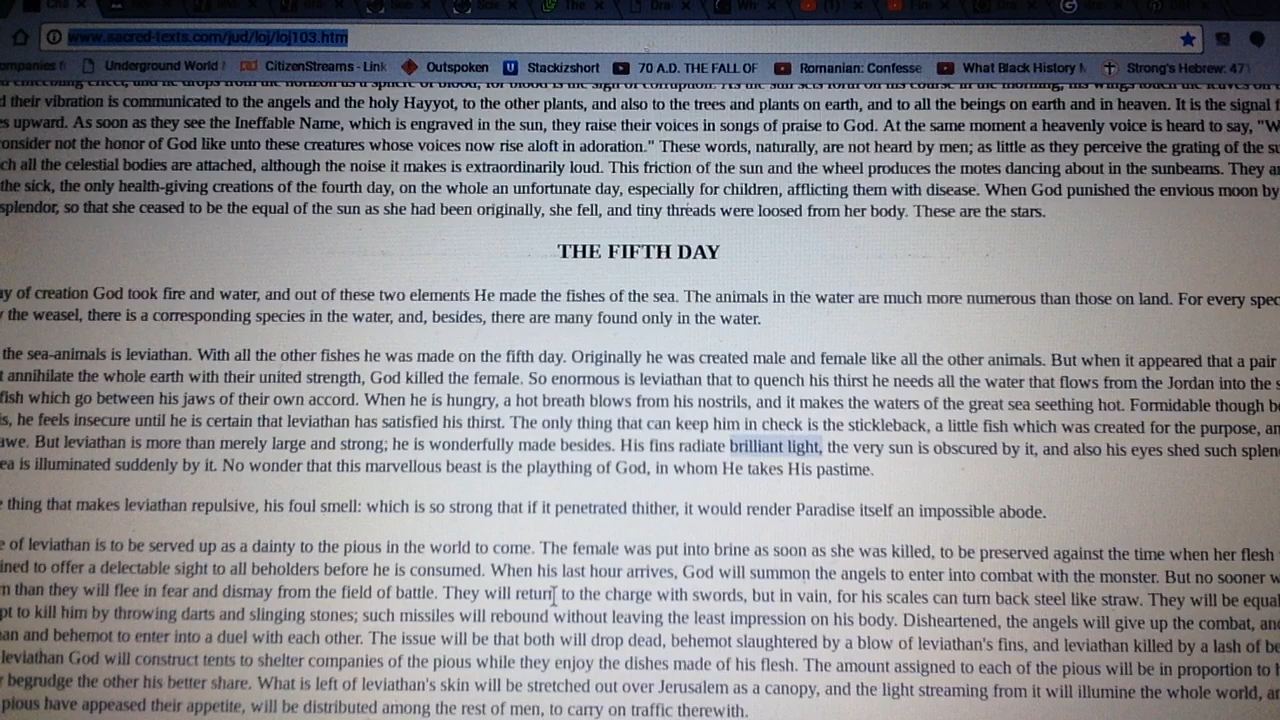 www.sacred-texts.com/jud/loj/loj103.htm
Underground World CitizenStreams - Link Outspoken Stackizshort 70 A.D. THE FALL OF Romanian: Confesse What Black History Strong's Hebrew: 47
their vibration is communicated to the angels and the holy Hayyot, to the other plants, and also to the trees and plants on earth, and to all the beings on earth and in heaven. It is the signal
upward. As soon as they see the Ineffable Name, which is engraved in the sun, they raise their voices in songs of praise to God. At the same moment a heavenly voice is heard to say, "W
onsider not the honor of God like unto these creatures whose voices now rise aloft in adoration." These words, naturally, are not heard by men; as little as they perceive the grating of the
ch all the celestial bodies are attached, although the noise it makes is extraordinarily loud. This friction of the sun and the wheel produces the motes dancing about in the sunbeams. They
the sick, the only health-giving creations of the fourth day, on the whole an unfortunate day, especially for children, afflicting them with disease. When God punished the envious moon by
splendor, so that she ceased to be the equal of the sun as she had been originally, she fell, and tiny threads were loosed from her body. These are the stars.
THE FIFTH DAY
ay of creation God took fire and water, and out of these two elements He made the fishes of the sea. The animals in the water are much more numerous than those on land. For every spec
the weasel, there is a corresponding species in the water, and, besides, there are many found only in the water.
the sea-animals is leviathan. With all the other fishes he was made on the fifth day. Originally he was created male and female like all the other animals. But when it appeared that a pair
annihilate the whole earth with their united strength, God killed the female. So enormous is leviathan that to quench his thirst he needs all the water that flows from the Jordan into the
fish which go between his jaws of their own accord. When he is hungry, a hot breath blows from his nostrils, and it makes the waters of the great sea seething hot. Formidable though
is, he feels insecure until he is certain that leviathan has satisfied his thirst. The only thing that can keep him in check is the stickleback, a little fish which was created for the purpose, an
awe. But leviathan is more than merely large and strong; he is wonderfully made besides. His fins radiate brilliant light, the very sun is obscured by it, and also his eyes shed such splen
ea is illuminated suddenly by it. No wonder that this marvellous beast is the plaything of God, in whom He takes His pastime.
thing that makes leviathan repulsive, his foul smell: which is so strong that if it penetrated thither, it would render Paradise itself an impossible abode.
of leviathan is to be served up as a dainty to the pious in the world to come. The female was put into brine as soon as she was killed, to be preserved against the time when her flesh
ined to offer a delectable sight to all beholders before he is consumed. When his last hour arrives, God will summon the angels to enter into combat with the monster. But no sooner
than they will flee in fear and dismay from the field of battle. They will return to the charge with swords, but in vain, for his scales can turn back steel like straw. They will be equal
pt to kill him by throwing darts and slinging stones; such missiles will rebound without leaving the least impression on his body. Disheartened, the angels will give up the combat, and
an and behemot to enter into a duel with each other. The issue will be that both will drop dead, behemot slaughtered by a blow of leviathan's fins, and leviathan killed by a lash of
leviathan God will construct tents to shelter companies of the pious while they enjoy the dishes made of his flesh. The amount assigned to each of the pious will be in proportion to
begrudge the other his better share. What is left of leviathan's skin will be stretched out over Jerusalem as a canopy, and the light streaming from it will illumine the whole world,
pious have appeased their appetite, will be distributed among the rest of men, to carry on traffic therewith.